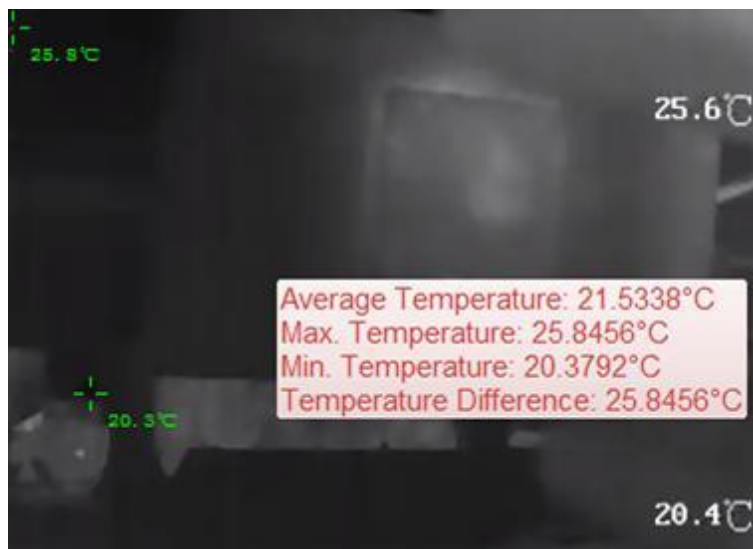 25.8℃
25.6℃
Average Temperature: 21.5338°C
Max. Temperature: 25.8456°C
Min. Temperature: 20.3792°C
Temperature Difference: 25.8456°C
20.3℃
20.4℃